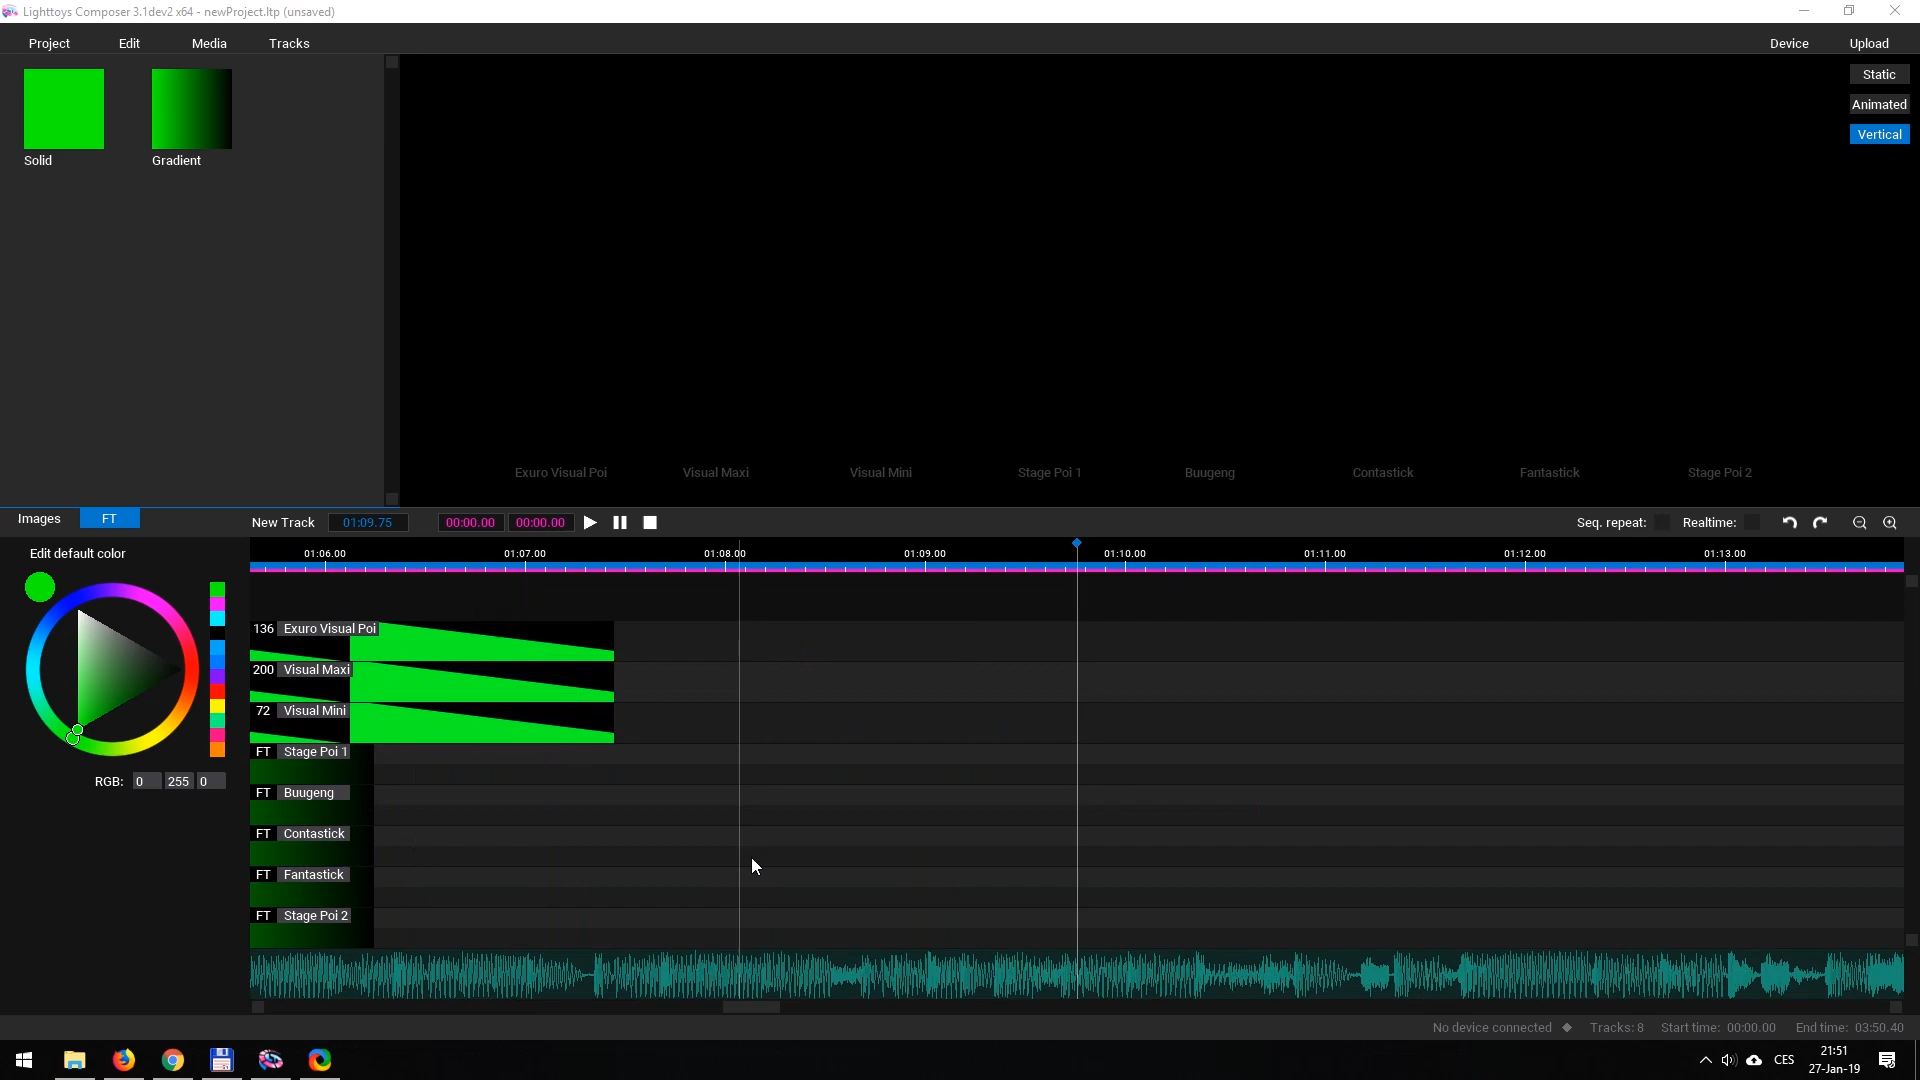 Lighttoys Composer 3.1dev2 x64 - newProject.ltp (unsaved)
Project Edit Media Tracks Device Upload
Static
Animated
Vertical
Solid Gradient
Exuro Visual Poi Visual Maxi Visual Mini Stage Poi 1 Buugeng Contastick Fantastick Stage Poi 2
Images FT New Track 01:09.75 00:00.00 00:00.00 Seq. repeat: Realtime:
Edit default color
01:06.00 01:07.00 01:08.00 01:09.00 01:10.00 01:11.00 01:12.00 01:13.00
136 Exuro Visual Poi
200 Visual Maxi
72 Visual Mini
FT Stage Poi 1
RGB: 0 255 0
FT Buugeng
FT Contastick
FT Fantastick
FT Stage Poi 2
No device connected Tracks: 8 Start time: 00:00.00 End time: 03:50.40
CES
21:51
27-Jan-19